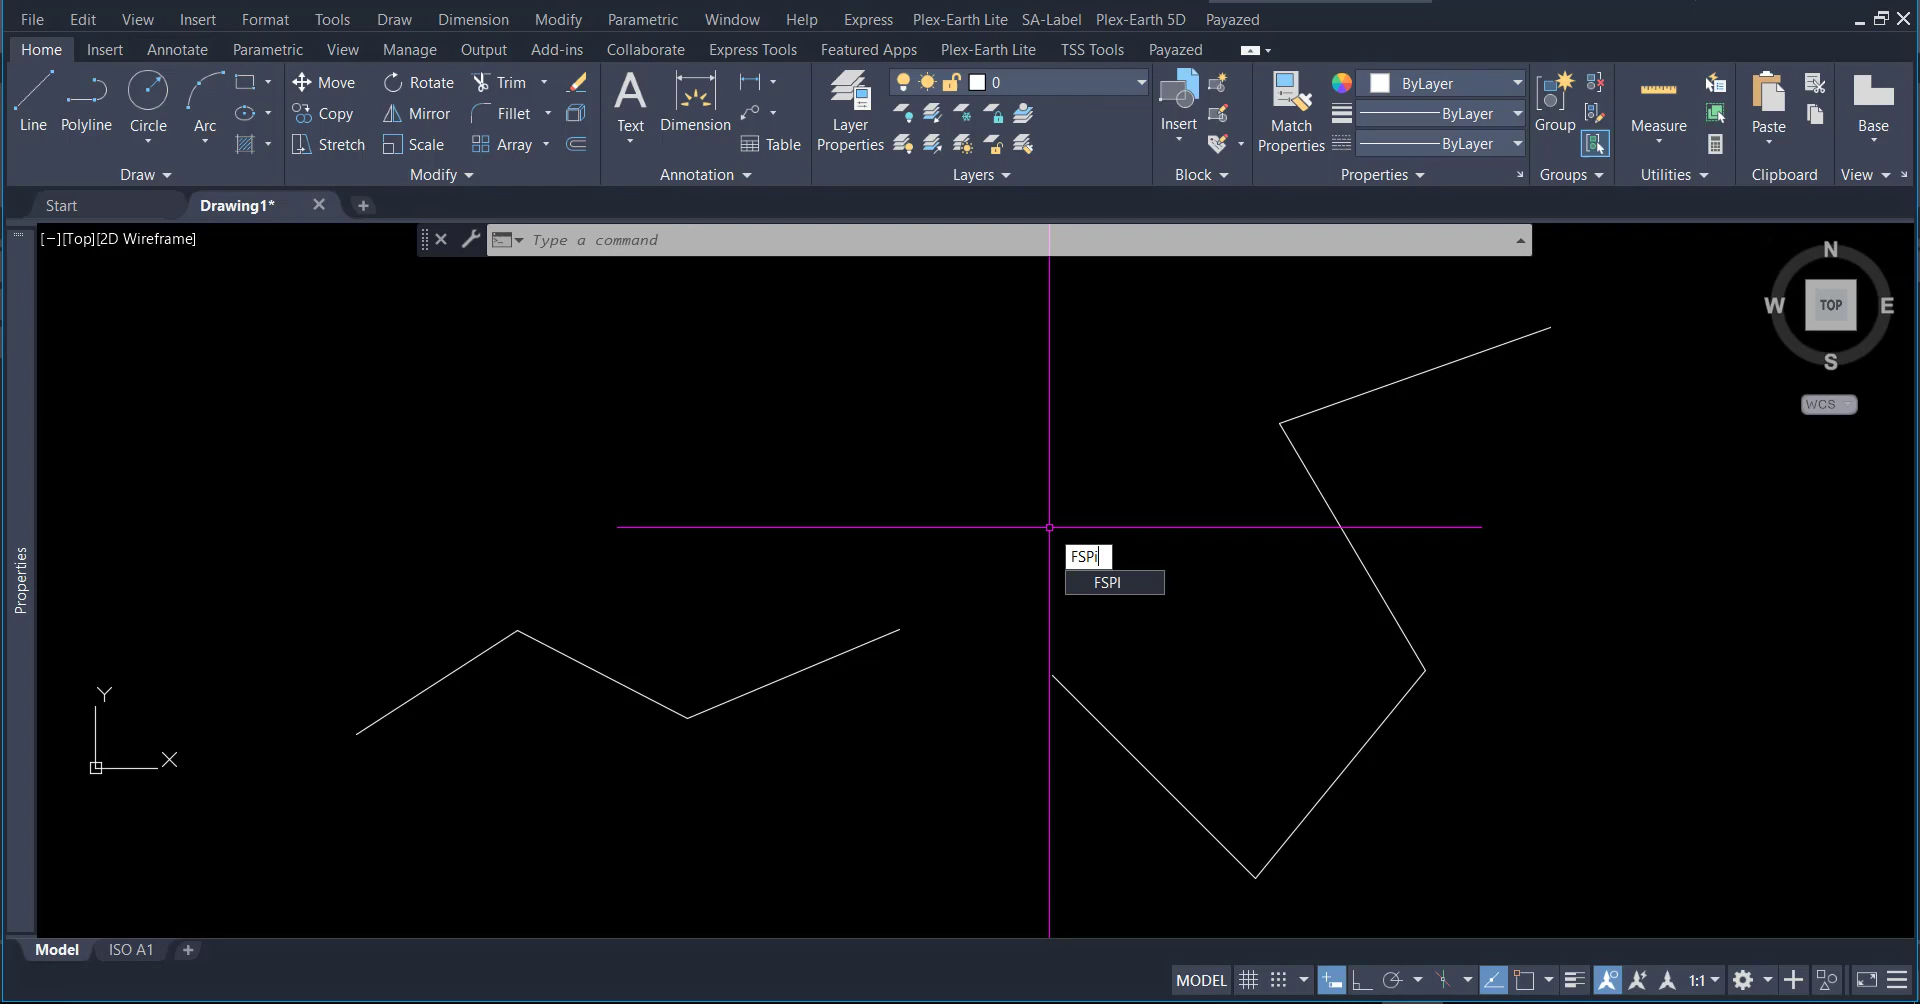 File Edit View Insert Format Tools Draw Dimension Modify Parametric Window Help Express Plex-Earth Lite SA-Label Plex-Earth 5D Payazed
Home Insert Annotate Parametric View Manage Output Add-ins Collaborate Express Tools Featured Apps Plex-Earth Lite TSS Tools Payazed
Line Polyline Circle Arc
Move Rotate Trim
Copy Mirror Fillet
Stretch Scale Array
Text Dimension Table
Layer Properties
0
Insert
Match Properties
ByLayer
ByLayer
ByLayer
Group
Measure
Paste
Base
Draw Modify Annotation Layers Block Properties Groups Utilities Clipboard View
Start Drawing1*
[−][Top][2D Wireframe]
Type a command
N
W TOP E
S
WCS
FSPi
FSPI
Properties
Y
X
Model ISO A1
MODEL 1:1